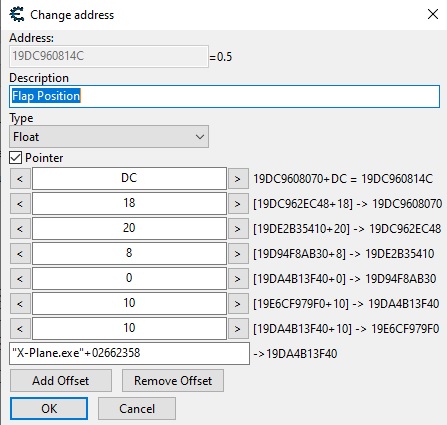 Change address
Address:
19DC960814C =0.5
Description
Flap Position
Type
Float
Pointer
< DC > 19DC9608070+DC = 19DC960814C
< 18 > [19DC962EC48+18] -> 19DC9608070
< 20 > [19DE2B35410+20] -> 19DC962EC48
< 8 > [19D94F8AB30+8] -> 19DE2B35410
< 0 > [19DA4B13F40+0] -> 19D94F8AB30
< 10 > [19E6CF979F0+10] -> 19DA4B13F40
< 10 > [19DA4B13F40+10] -> 19E6CF979F0
"X-Plane.exe"+02662358 ->19DA4B13F40
Add Offset Remove Offset
OK Cancel